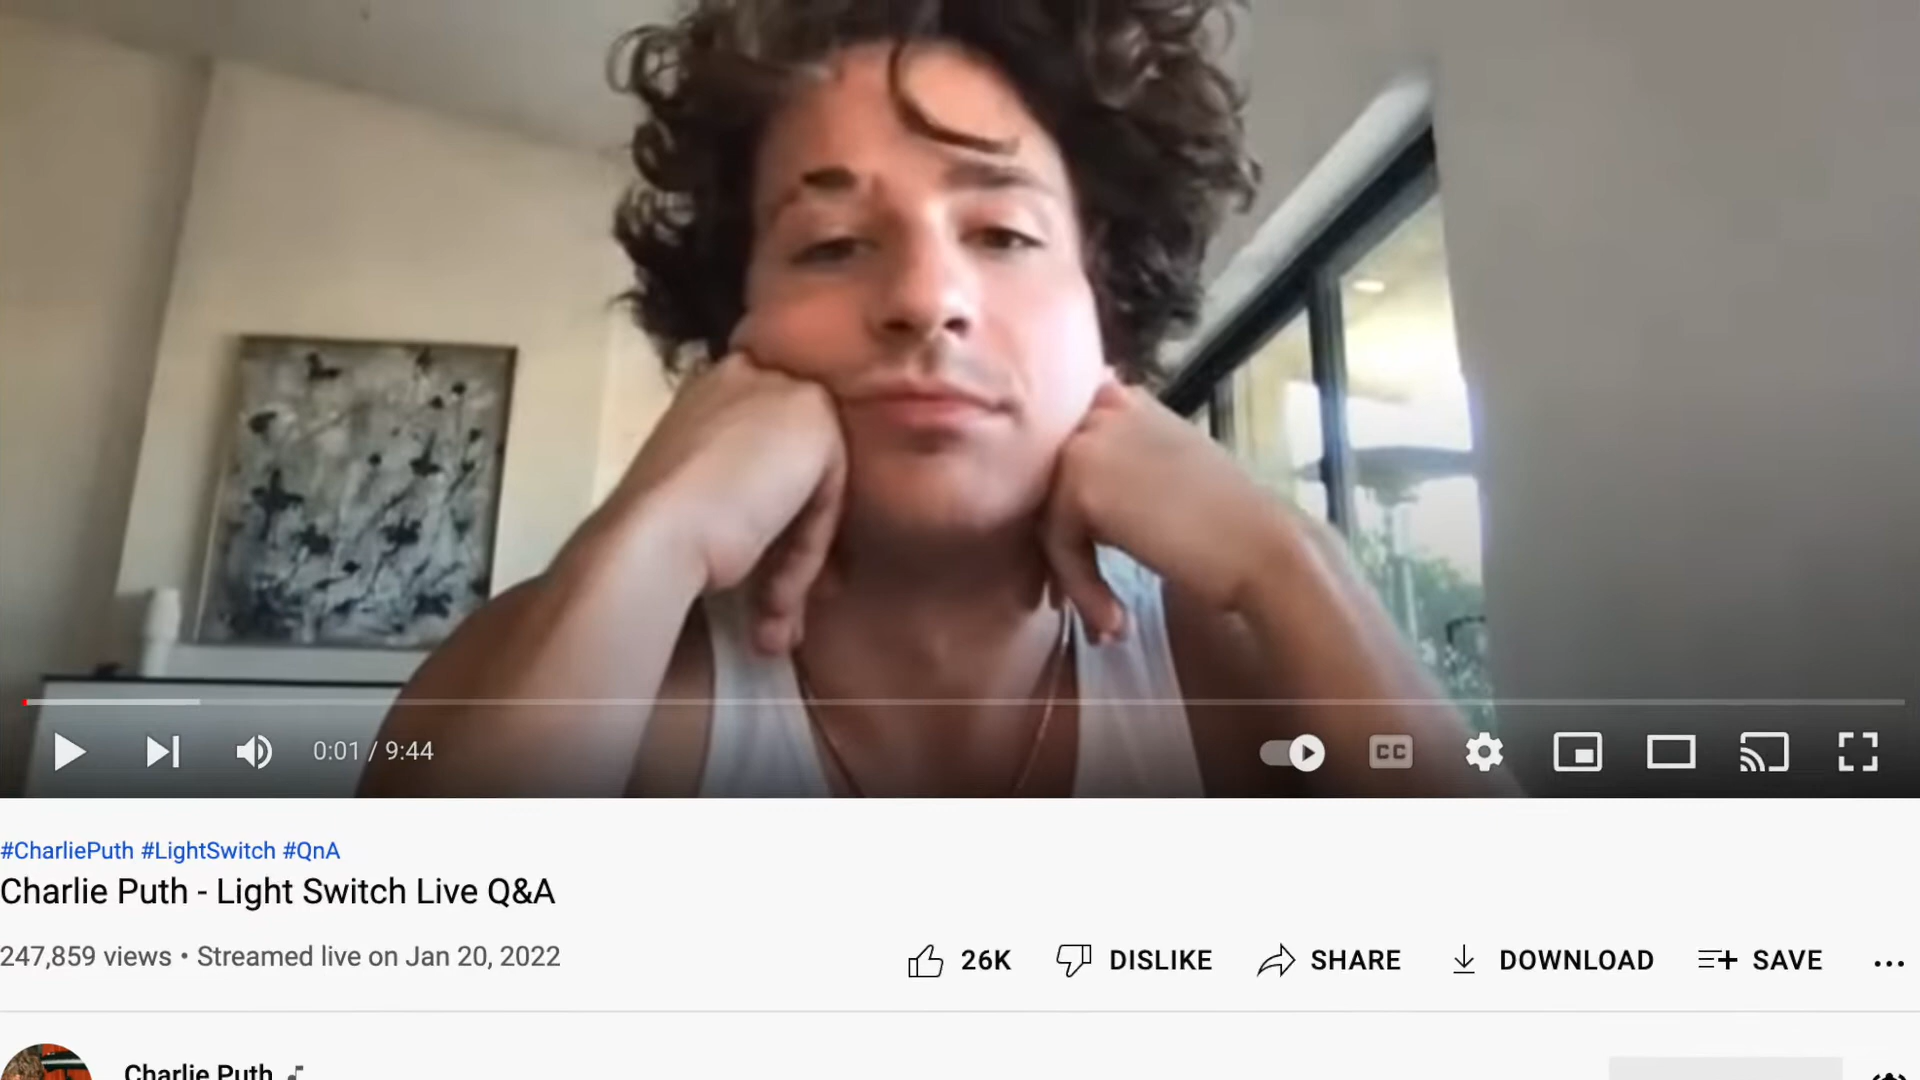 0:01 / 9:44
CC
#CharliePuth #LightSwitch #QnA
Charlie Puth - Light Switch Live Q&A
247,859 views • Streamed live on Jan 20, 2022
26K DISLIKE SHARE DOWNLOAD SAVE
Charlie Puth